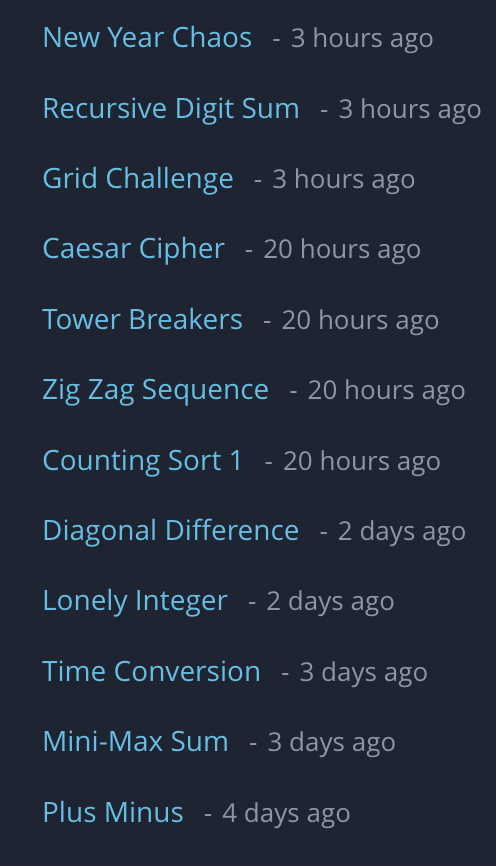 New Year Chaos - 3 hours ago
Recursive Digit Sum - 3 hours ago
Grid Challenge - 3 hours ago
Caesar Cipher - 20 hours ago
Tower Breakers - 20 hours ago
Zig Zag Sequence - 20 hours ago
Counting Sort 1 - 20 hours ago
Diagonal Difference - 2 days ago
Lonely Integer - 2 days ago
Time Conversion - 3 days ago
Mini-Max Sum - 3 days ago
Plus Minus - 4 days ago